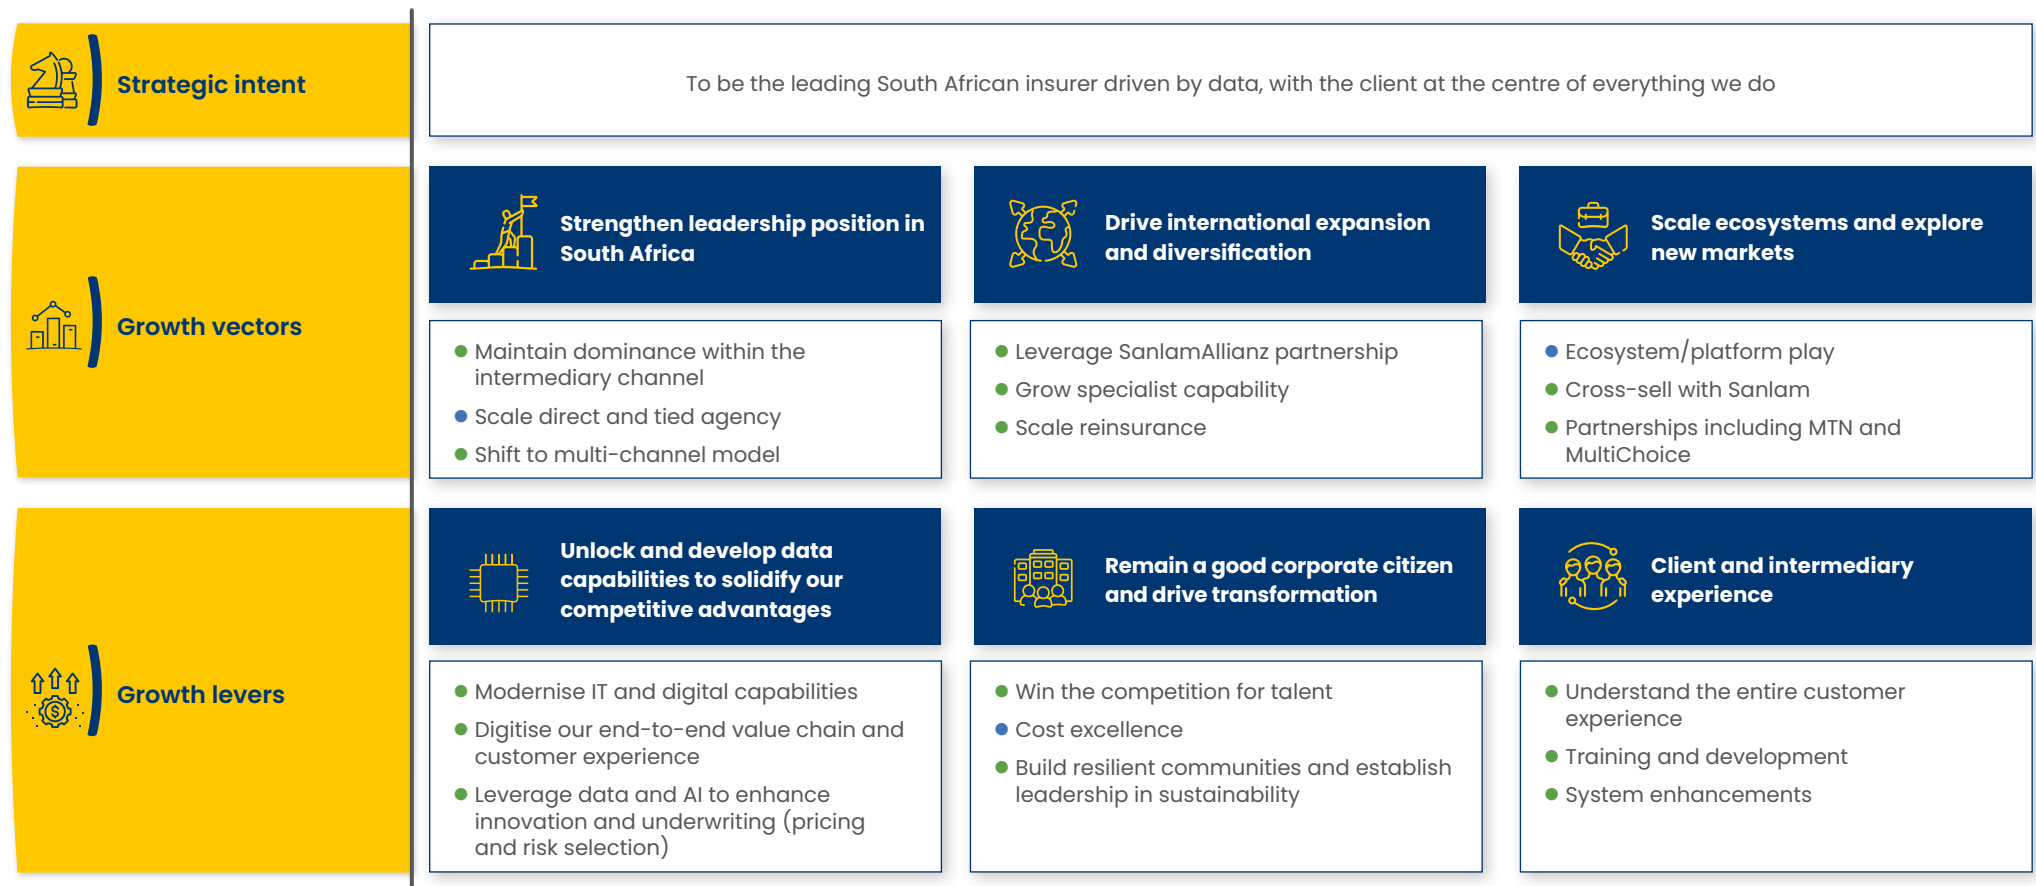 Strategic intent
To be the leading South African insurer driven by data, with the client at the centre of everything we do
Growth vectors
Strengthen leadership position in
South Africa
Maintain dominance within the
intermediary channel
Scale direct and tied agency
Shift to multi-channel model
Drive international expansion
and diversification
Leverage SanlamAllianz partnership
Grow specialist capability
Scale reinsurance
Scale ecosystems and explore
new markets
Ecosystem/platform play
Cross-sell with Sanlam
Partnerships including MTN and
MultiChoice
Growth levers
Unlock and develop data
capabilities to solidify our
competitive advantages
Modernise IT and digital capabilities
Digitise our end-to-end value chain and
customer experience
Leverage data and AI to enhance
innovation and underwriting (pricing
and risk selection)
Remain a good corporate citizen
and drive transformation
Win the competition for talent
Cost excellence
Build resilient communities and establish
leadership in sustainability
Client and intermediary
experience
Understand the entire customer
experience
Training and development
System enhancements